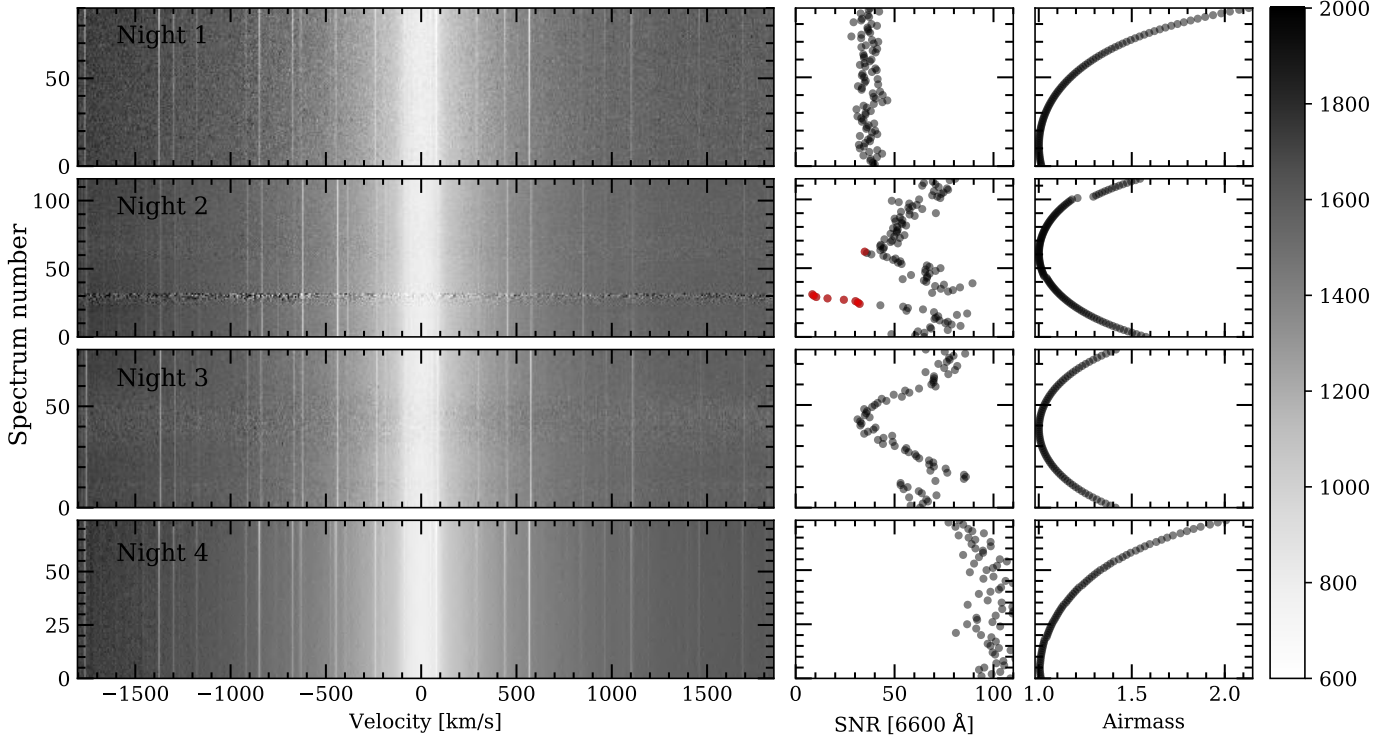 Night 1
50
0
Night 2
100
50
0
Night 3
50
0
Night 4
50
25
0
Spectrum number
−1500 −1000 −500 0 500 1000 1500
Velocity [km/s]
0 50 100
SNR [6600 Å]
1.0 1.5 2.0
Airmass
2000
1800
1600
1400
1200
1000
800
600